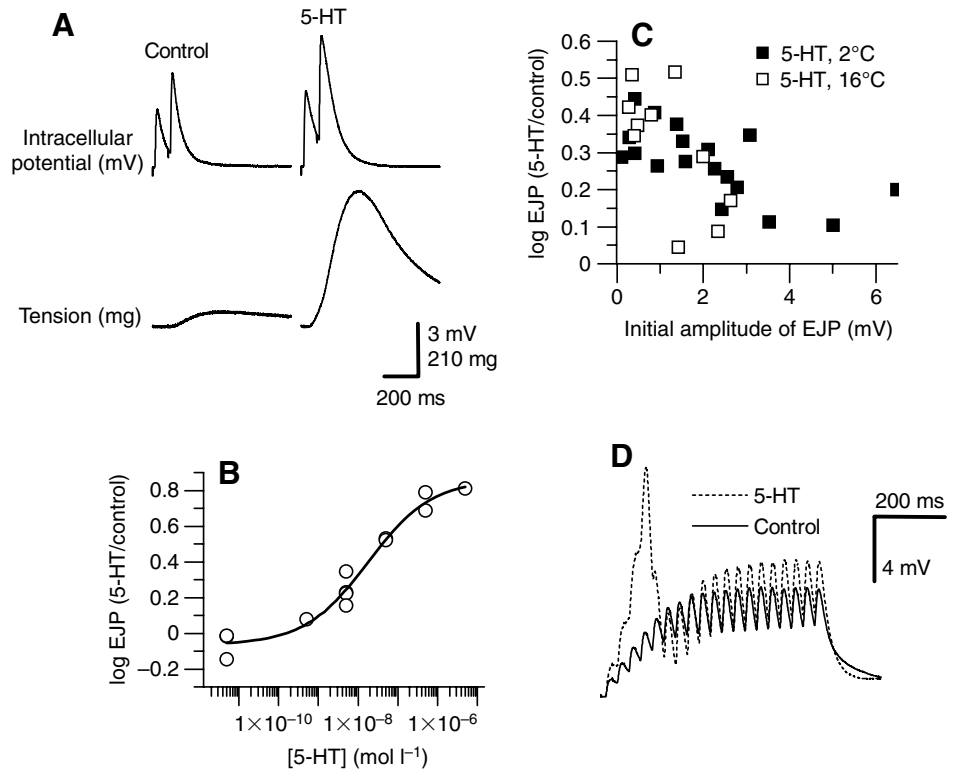 A
Control
5-HT
Intracellular
potential (mV)
Tension (mg)
3 mV
210 mg
200 ms
C
5-HT, 2°C
5-HT, 16°C
log EJP (5-HT/control)
0.6
0.5
0.4
0.3
0.2
0.1
0
0 2 4 6
Initial amplitude of EJP (mV)
B
log EJP (5-HT/control)
0.8
0.6
0.4
0.2
0
–0.2
1×10⁻¹⁰ 1×10⁻⁸ 1×10⁻⁶
[5-HT] (mol l⁻¹)
D
5-HT
Control
200 ms
4 mV